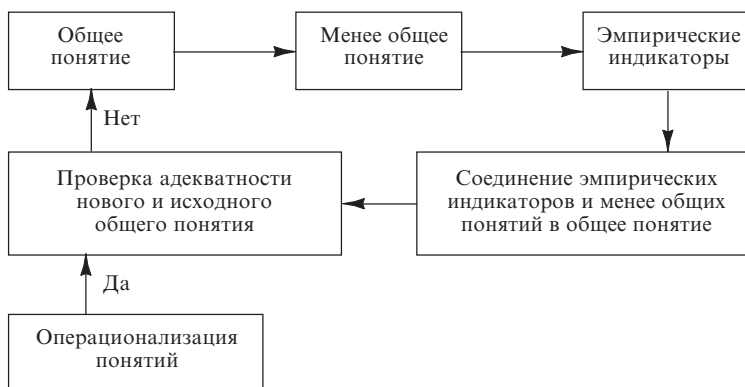 Общее
понятие
Менее общее
понятие
Эмпирические
индикаторы
Нет
Проверка адекватности
нового и исходного
общего понятия
Соединение эмпирических
индикаторов и менее общих
понятий в общее понятие
Да
Операционализация
понятий